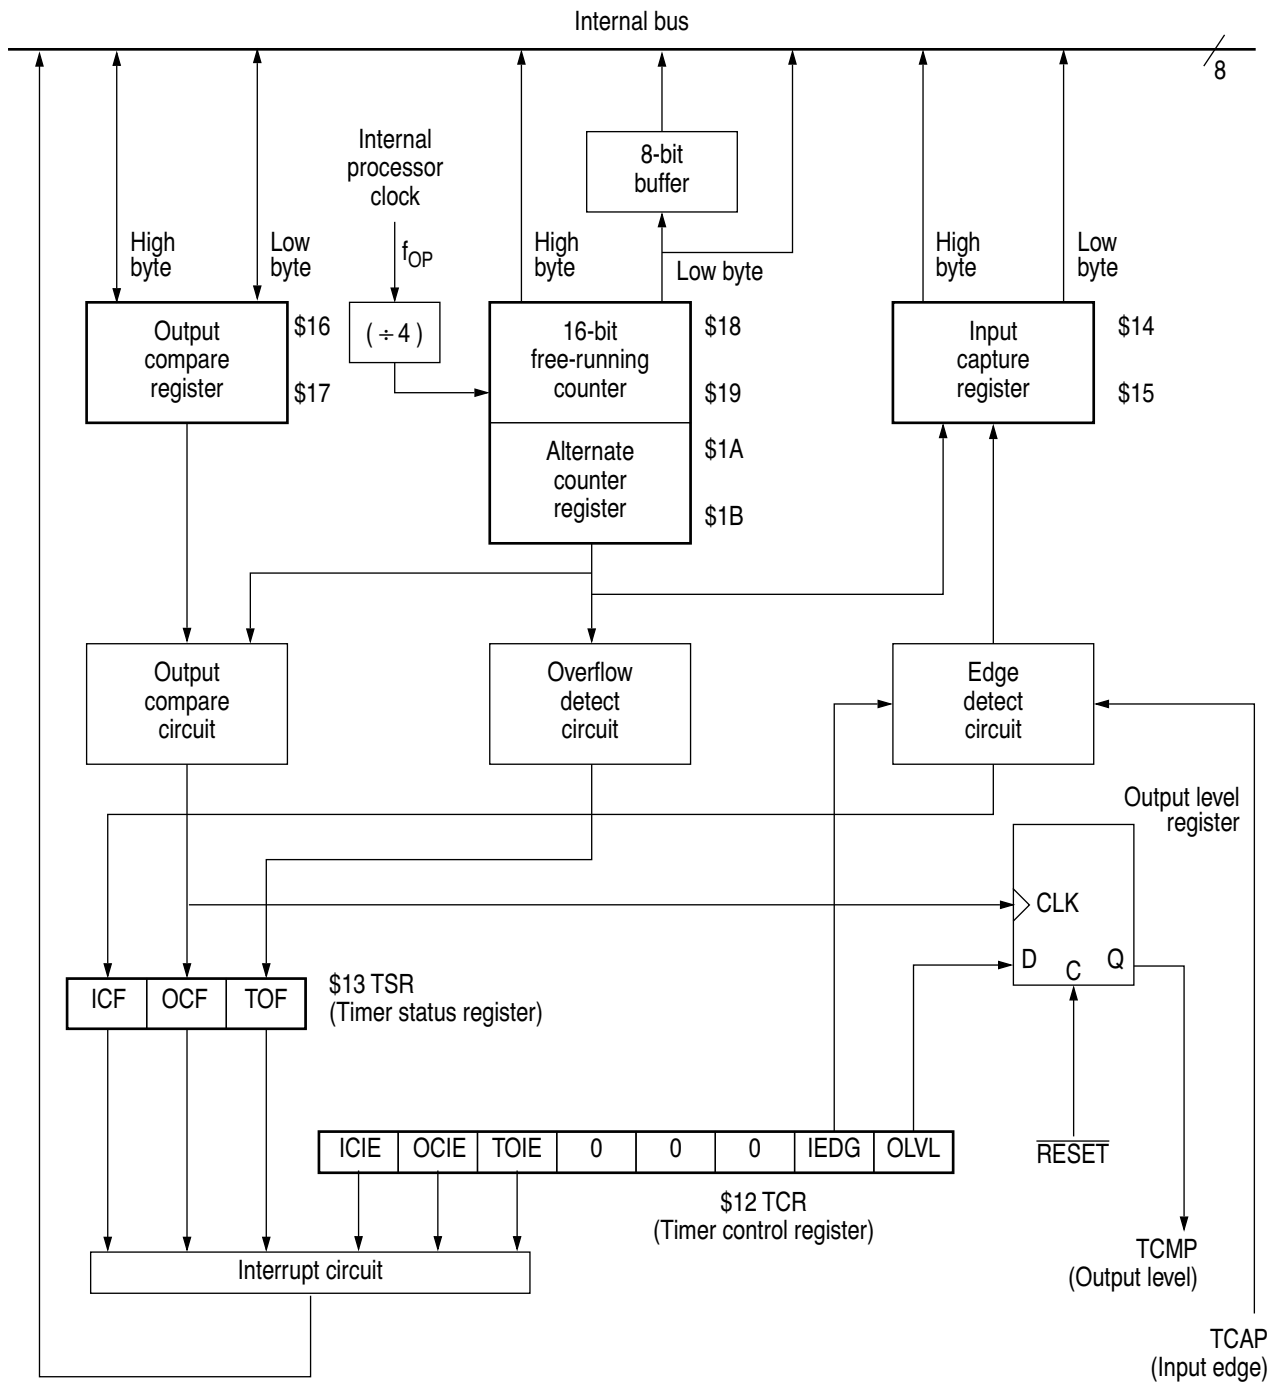 Internal bus
8
Internal
processor
clock
f_OP
8-bit
buffer
High
byte
Low
byte
High
byte
Low byte
High
byte
Low
byte
Output
compare
register
$16
$17
( ÷ 4 )
16-bit
free-running
counter
$18
$19
Alternate
counter
register
$1A
$1B
Input
capture
register
$14
$15
Output
compare
circuit
Overflow
detect
circuit
Edge
detect
circuit
Output level
register
CLK
D
C
Q
ICF OCF TOF
$13 TSR
(Timer status register)
ICIE OCIE TOIE 0 0 0 IEDG OLVL
$12 TCR
(Timer control register)
RESET
Interrupt circuit
TCMP
(Output level)
TCAP
(Input edge)